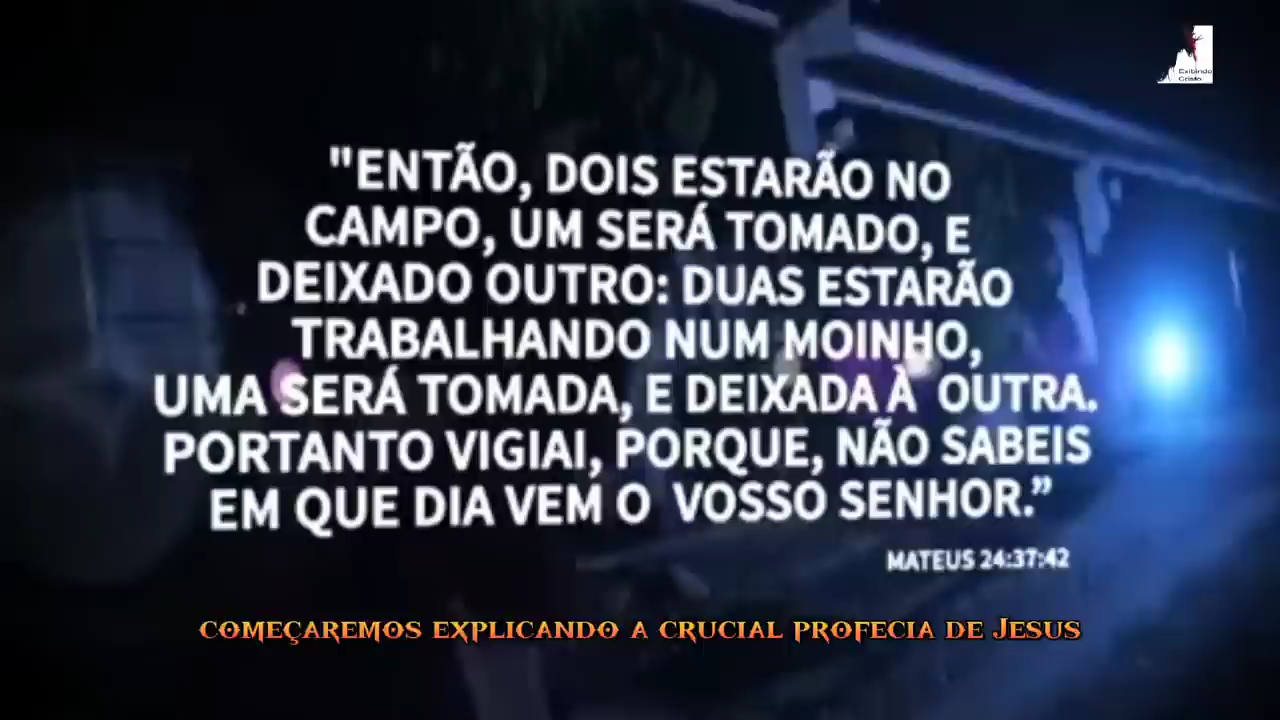 Exibindo
Cristo
"ENTÃO, DOIS ESTARÃO NO
CAMPO, UM SERÁ TOMADO, E
DEIXADO OUTRO: DUAS ESTARÃO
TRABALHANDO NUM MOINHO,
UMA SERÁ TOMADA, E DEIXADA À OUTRA.
PORTANTO VIGIAI, PORQUE, NÃO SABEIS
EM QUE DIA VEM O VOSSO SENHOR.”
MATEUS 24:37:42
COMEÇAREMOS EXPLICANDO A CRUCIAL PROFECIA DE JESUS